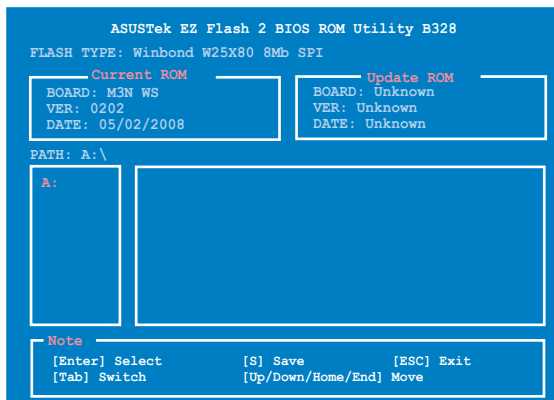 ASUSTek EZ Flash 2 BIOS ROM Utility B328
FLASH TYPE: Winbond W25X80 8Mb SPI
Current ROM
BOARD: M3N WS
VER: 0202
DATE: 05/02/2008
Update ROM
BOARD: Unknown
VER: Unknown
DATE: Unknown
PATH: A:\
A:
Note
[Enter] Select [S] Save [ESC] Exit
[Tab] Switch [Up/Down/Home/End] Move